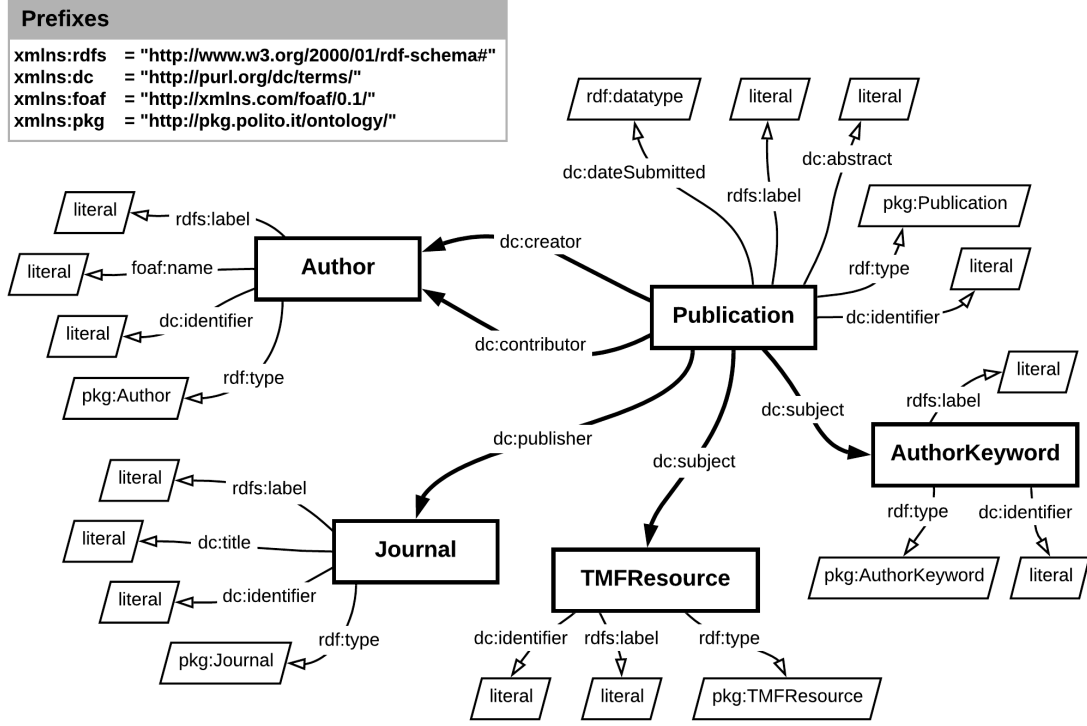 Prefixes
xmlns:rdfs = "http://www.w3.org/2000/01/rdf-schema#"
xmlns:dc = "http://purl.org/dc/terms/"
xmlns:foaf = "http://xmlns.com/foaf/0.1/"
xmlns:pkg = "http://pkg.polito.it/ontology/"
rdf:datatype
literal
literal
dc:dateSubmitted
rdfs:label
dc:abstract
pkg:Publication
rdf:type
literal
dc:identifier
Publication
literal
rdfs:label
literal
foaf:name
literal
dc:identifier
pkg:Author
rdf:type
Author
dc:creator
dc:contributor
dc:publisher
dc:subject
dc:subject
literal
rdfs:label
AuthorKeyword
rdf:type
dc:identifier
pkg:AuthorKeyword
literal
literal
rdfs:label
literal
dc:title
literal
dc:identifier
pkg:Journal
rdf:type
Journal
TMFResource
dc:identifier
rdfs:label
rdf:type
literal
literal
pkg:TMFResource